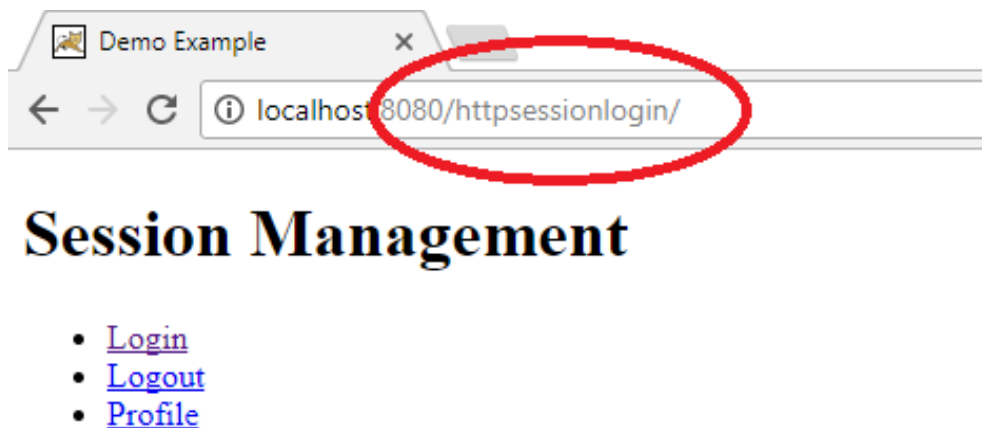 Demo Example
localhost:8080/httpsessionlogin/
Session Management
Login
Logout
Profile